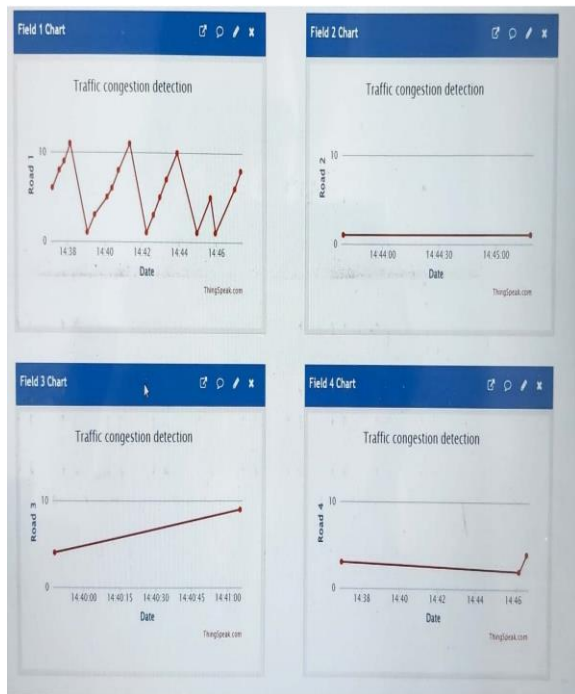 Field 1 Chart
Traffic congestion detection
10
0
Road 1
14:38 14:40 14:42 14:44 14:46
Date
ThingSpeak.com
Field 2 Chart
Traffic congestion detection
10
0
Road 2
14:44:00 14:44:30 14:45:00
Date
ThingSpeak.com
Field 3 Chart
Traffic congestion detection
10
0
Road 3
14:40:00 14:40:15 14:40:30 14:40:45 14:41:00
Date
ThingSpeak.com
Field 4 Chart
Traffic congestion detection
10
0
Road 4
14:38 14:40 14:42 14:44 14:46
Date
ThingSpeak.com